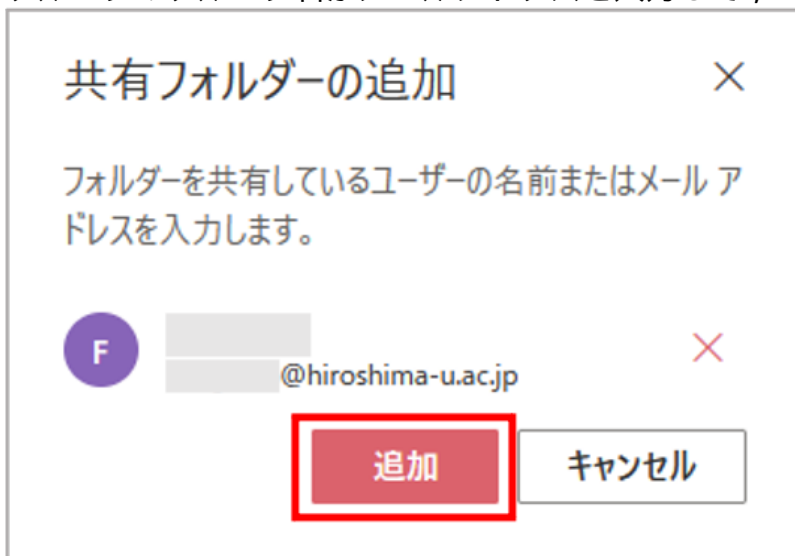 共有フォルダーの追加
フォルダーを共有しているユーザーの名前またはメール ア
ドレスを入力します。
F
@hiroshima-u.ac.jp
追加
キャンセル